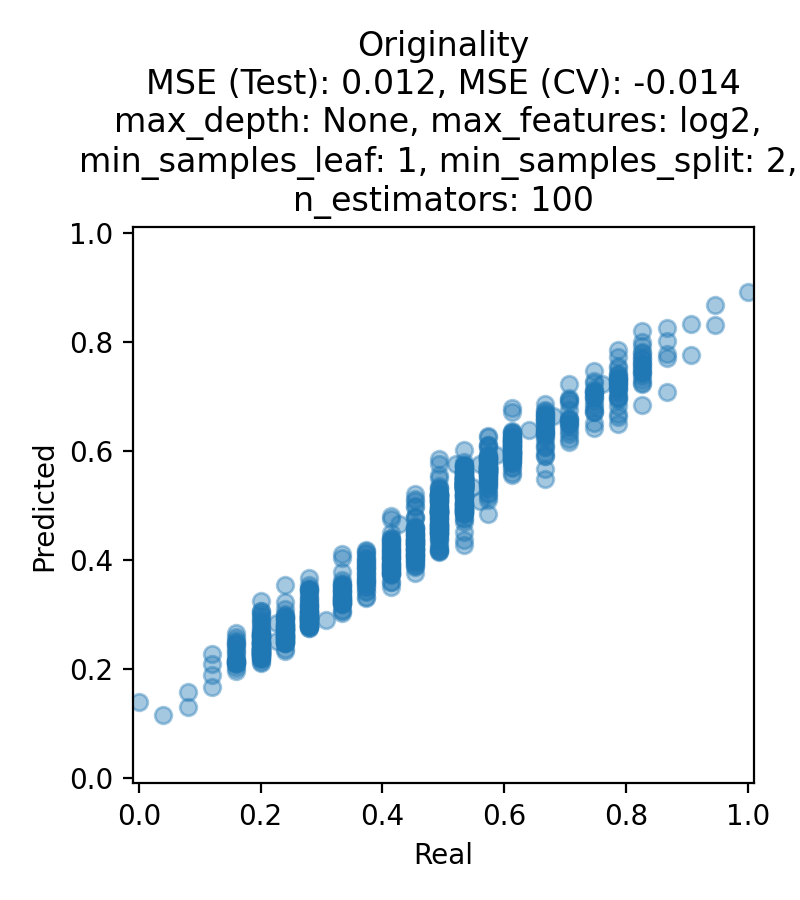 Originality
MSE (Test): 0.012, MSE (CV): -0.014
max_depth: None, max_features: log2,
min_samples_leaf: 1, min_samples_split: 2,
n_estimators: 100
1.0
0.8
0.6
0.4
0.2
0.0
Predicted
0.0 0.2 0.4 0.6 0.8 1.0
Real